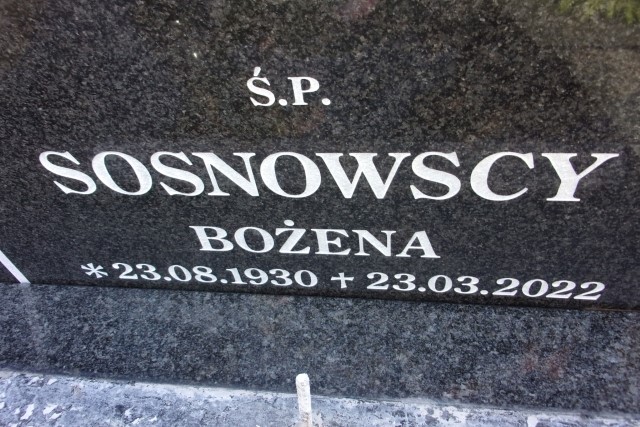 Ś.P.
SOSNOWSCY
BOŻENA
* 23.08.1930 + 23.03.2022